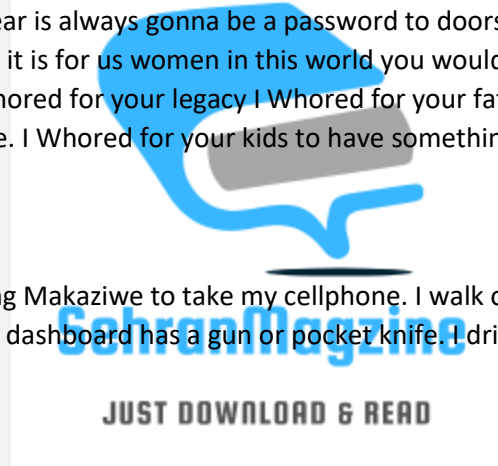 ear is always gonna be a password to doors
it is for us women in this world you would
hored for your legacy I Whored for your fat
e. I Whored for your kids to have somethin
ng Makaziwe to take my cellphone. I walk o
dashboard has a gun or pocket knife. I dri
SehranMagzine
JUST DOWNLOAD & READ